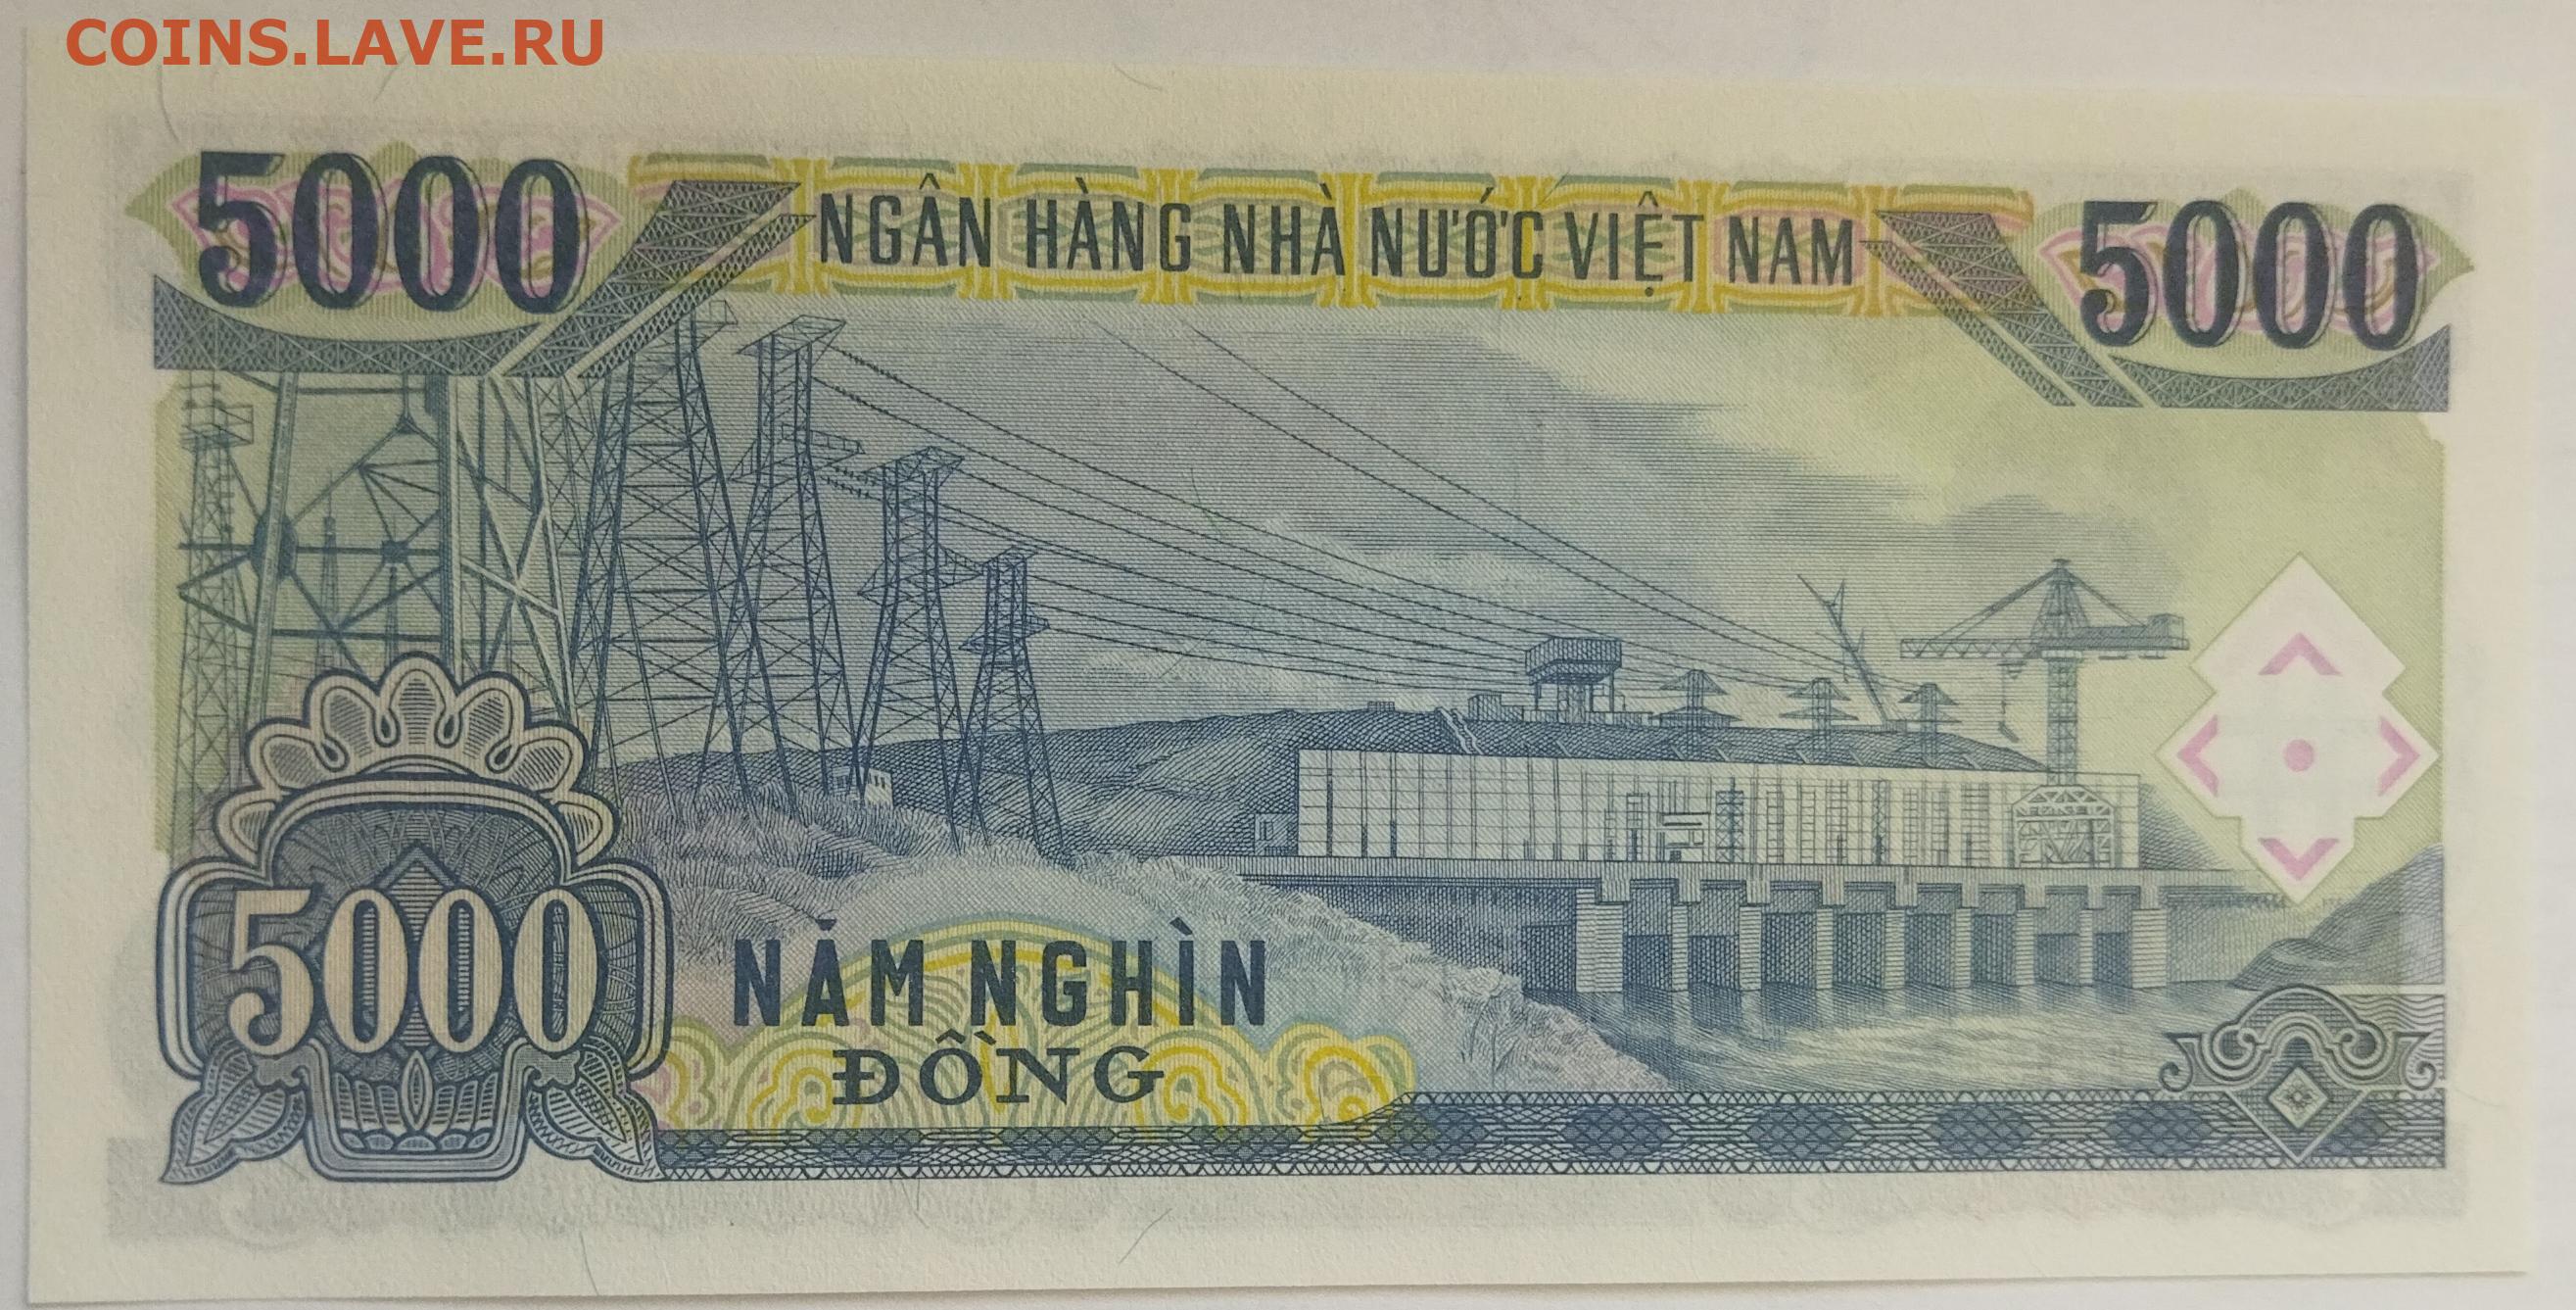 COINS.LAVE.RU
5000
NGÂN HÀNG NHÀ NƯỚC VIỆT NAM
5000
5000
NĂM NGHÌN
ĐỒNG